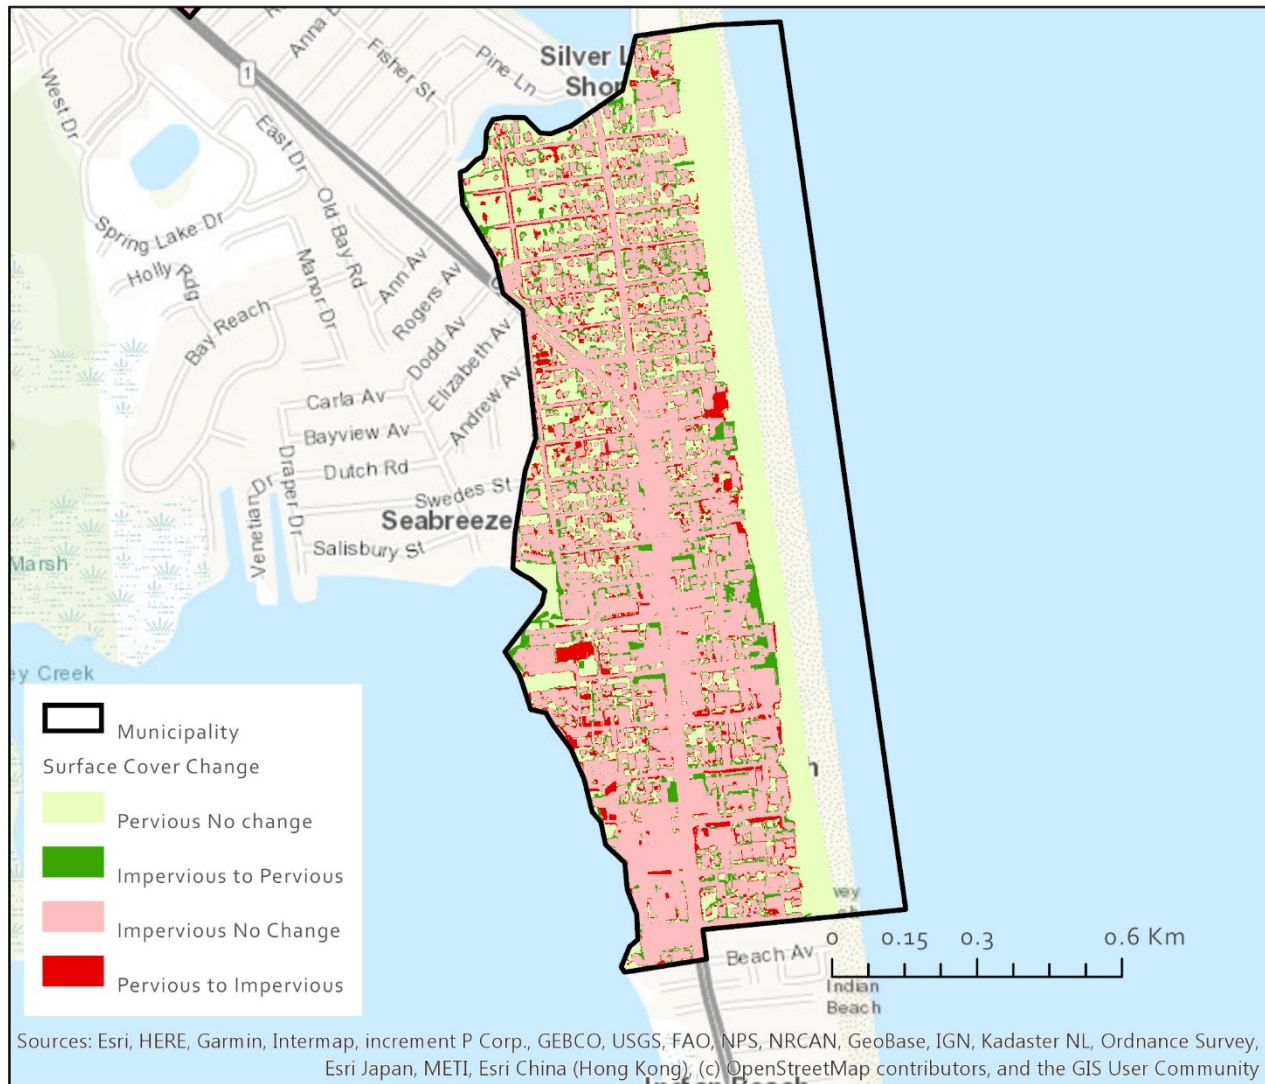 Anna
Fisher St
Pine Ln
Silver L
Shor
1
West Dr
East Dr
Old Bay Rd
Spring Lake Dr
Holly Rdg
Manor Dr
Ann Av
Rogers Av
Bay Reach
Dodd Av
Elizabeth Av
Andrew Av
Carla Av
Bayview Av
Dutch Rd
Draper Dr
Venetian Dr
Swedes St
Seabreeze
Salisbury St
Marsh
ey Creek
h
Municipality
Surface Cover Change
Pervious No change
Impervious to Pervious
Impervious No Change
Pervious to Impervious
wey
0 0.15 0.3 0.6 Km
Beach Av
Indian
Beach
Sources: Esri, HERE, Garmin, Intermap, increment P Corp., GEBCO, USGS, FAO, NPS, NRCAN, GeoBase, IGN, Kadaster NL, Ordnance Survey,
Esri Japan, METI, Esri China (Hong Kong), (c) OpenStreetMap contributors, and the GIS User Community
Indian Beach